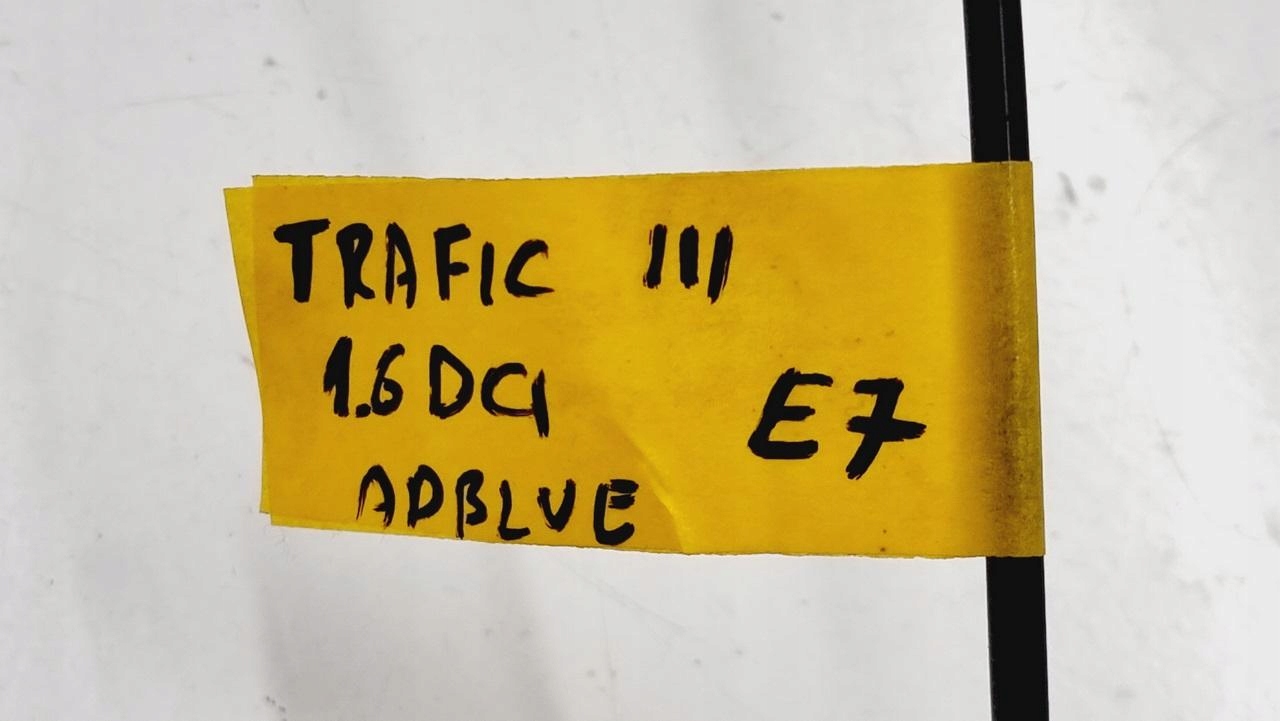 TRAFIC III
1.6 DCI
E7
ADBLUE